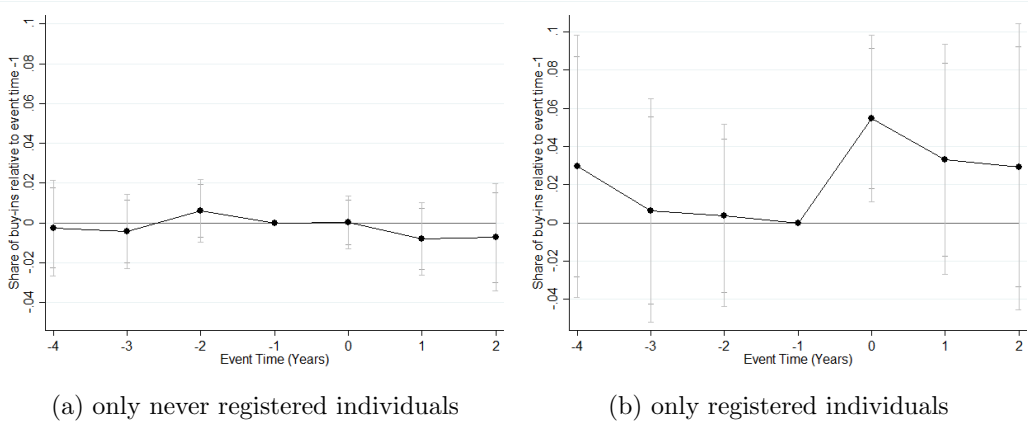 Share of buy-ins relative to event time -1
.1
.08
.06
.04
.02
0
-.02
-.04
-4 -3 -2 -1 0 1 2
Event Time (Years)
(a) only never registered individuals
Share of buy-ins relative to event time -1
.1
.08
.06
.04
.02
0
-.02
-.04
-4 -3 -2 -1 0 1 2
Event Time (Years)
(b) only registered individuals